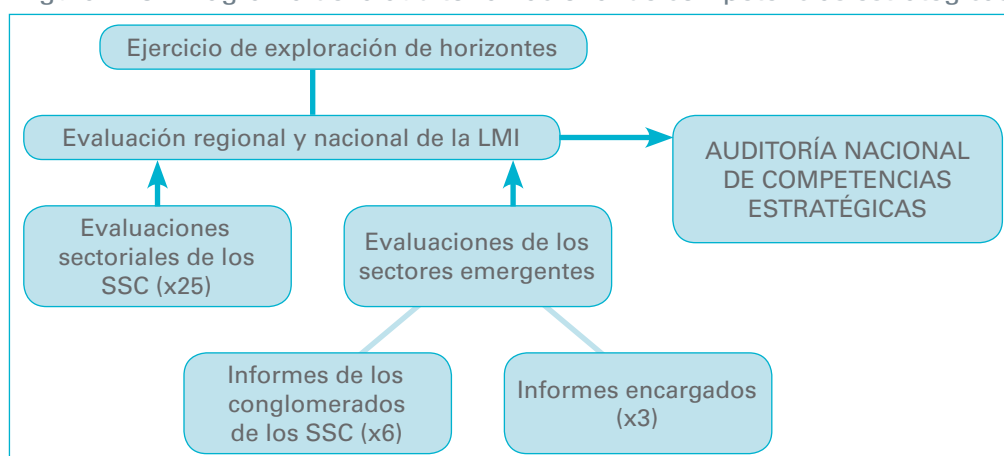 Ejercicio de exploración de horizontes
Evaluación regional y nacional de la LMI
AUDITORÍA NACIONAL
DE COMPETENCIAS
ESTRATÉGICAS
Evaluaciones
sectoriales de los
SSC (x25)
Evaluaciones de los
sectores emergentes
Informes de los
conglomerados
de los SSC (x6)
Informes encargados
(x3)